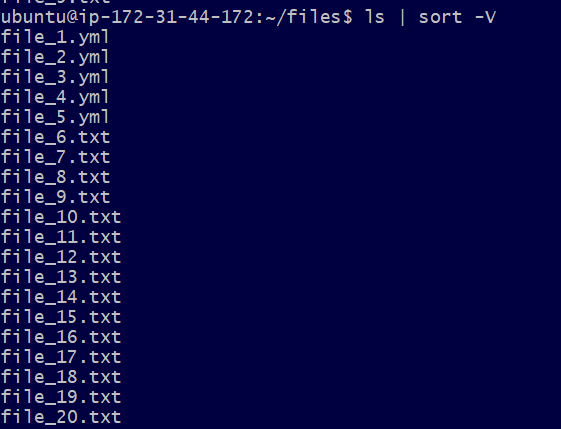 ubuntu@ip-172-31-44-172:~/files$ ls | sort -V
file_1.yml
file_2.yml
file_3.yml
file_4.yml
file_5.yml
file_6.txt
file_7.txt
file_8.txt
file_9.txt
file_10.txt
file_11.txt
file_12.txt
file_13.txt
file_14.txt
file_15.txt
file_16.txt
file_17.txt
file_18.txt
file_19.txt
file_20.txt